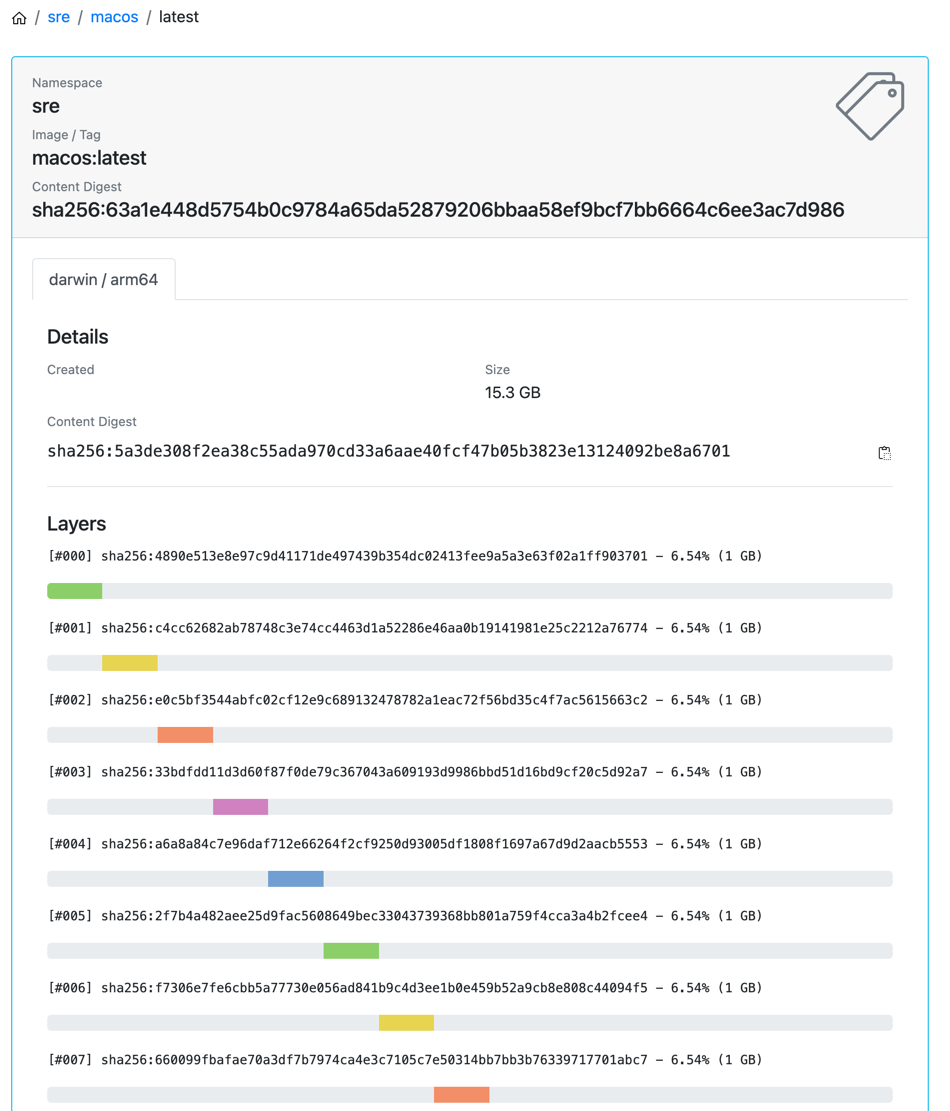 / sre / macos / latest
Namespace
sre
Image / Tag
macos:latest
Content Digest
sha256:63a1e448d5754b0c9784a65da52879206bbaa58ef9bcf7bb6664c6ee3ac7d986
darwin / arm64
Details
Created
Size
15.3 GB
Content Digest
sha256:5a3de308f2ea38c55ada970cd33a6aae40fcf47b05b3823e13124092be8a6701
Layers
[#000] sha256:4890e513e8e97c9d41171de497439b354dc02413fee9a5a3e63f02a1ff903701 – 6.54% (1 GB)
[#001] sha256:c4cc62682ab78748c3e74cc4463d1a52286e46aa0b19141981e25c2212a76774 – 6.54% (1 GB)
[#002] sha256:e0c5bf3544abfc02cf12e9c689132478782a1eac72f56bd35c4f7ac5615663c2 – 6.54% (1 GB)
[#003] sha256:33bdfdd11d3d60f87f0de79c367043a609193d9986bbd51d16bd9cf20c5d92a7 – 6.54% (1 GB)
[#004] sha256:a6a8a84c7e96daf712e66264f2cf9250d93005df1808f1697a67d9d2aacb5553 – 6.54% (1 GB)
[#005] sha256:2f7b4a482aee25d9fac5608649bec33043739368bb801a759f4cca3a4b2fcee4 – 6.54% (1 GB)
[#006] sha256:f7306e7fe6cbb5a77730e056ad841b9c4d3ee1b0e459b52a9cb8e808c44094f5 – 6.54% (1 GB)
[#007] sha256:660099fbafae70a3df7b7974ca4e3c7105c7e50314bb7bb3b76339717701abc7 – 6.54% (1 GB)